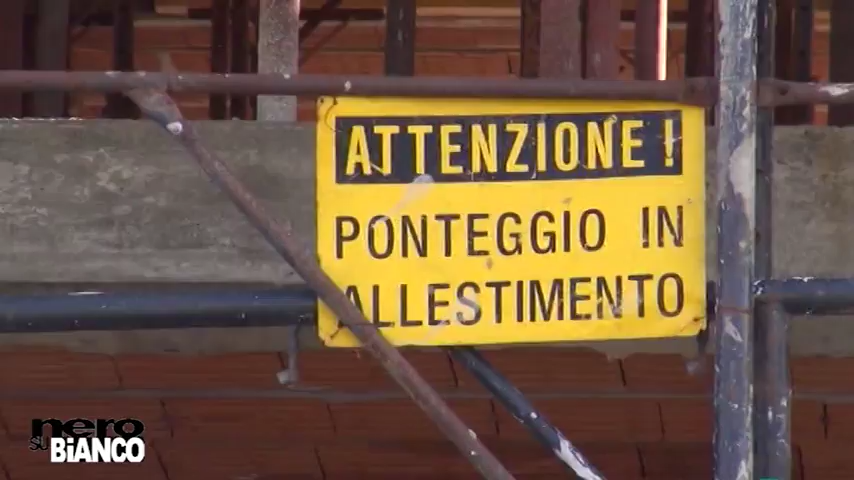 ATTENZIONE !
PONTEGGIO IN
ALLESTIMENTO
nero
su BiANCO